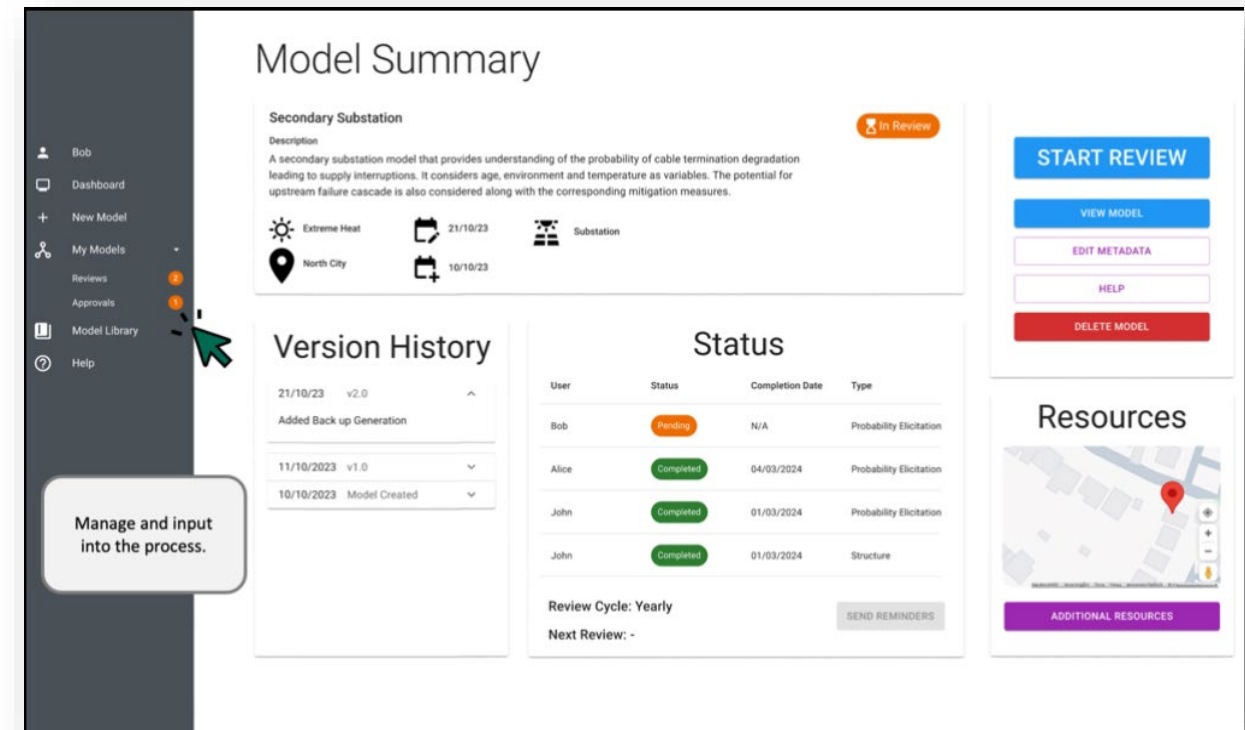 Model Summary
Bob
Dashboard
New Model
My Models
Reviews 2
Approvals 1
Model Library
Help
Manage and input
into the process.
Secondary Substation
In Review
Description
A secondary substation model that provides understanding of the probability of cable termination degradation
leading to supply interruptions. It considers age, environment and temperature as variables. The potential for
upstream failure cascade is also considered along with the corresponding mitigation measures.
Extreme Heat 21/10/23 Substation
North City 10/10/23
START REVIEW
VIEW MODEL
EDIT METADATA
HELP
DELETE MODEL
Version History
21/10/23 v2.0
Added Back up Generation
11/10/2023 v1.0
10/10/2023 Model Created
Status
User Status Completion Date Type
Bob Pending N/A Probability Elicitation
Alice Completed 04/03/2024 Probability Elicitation
John Completed 01/03/2024 Probability Elicitation
John Completed 01/03/2024 Structure
Review Cycle: Yearly
SEND REMINDERS
Next Review: -
Resources
ADDITIONAL RESOURCES